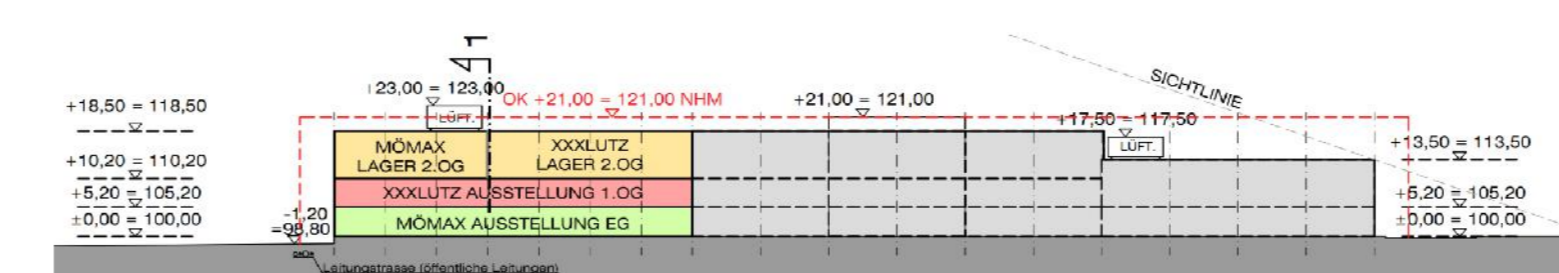 1
+23,00 = 123,00
OK +21,00 = 121,00 NHM
+21,00 = 121,00
SICHTLINIE
+18,50 = 118,50
LÜFT.
+17,50 = 117,50
LÜFT.
+13,50 = 113,50
MÖMAX
LAGER 2.OG
XXXLUTZ
LAGER 2.OG
+10,20 = 110,20
+5,20 = 105,20
XXXLUTZ AUSSTELLUNG 1.OG
+5,20 = 105,20
±0,00 = 100,00
-1,20
=98,80
MÖMAX AUSSTELLUNG EG
±0,00 = 100,00
Leitungstrasse (öffentliche Leitungen)